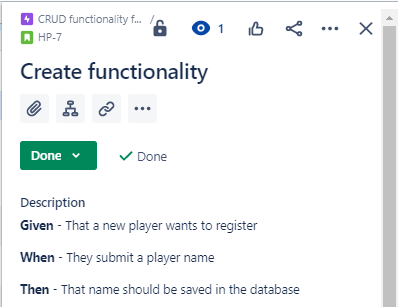 CRUD functionality f... /
HP-7
1
Create functionality
Done
Done
Description
Given - That a new player wants to register
When - They submit a player name
Then - That name should be saved in the database